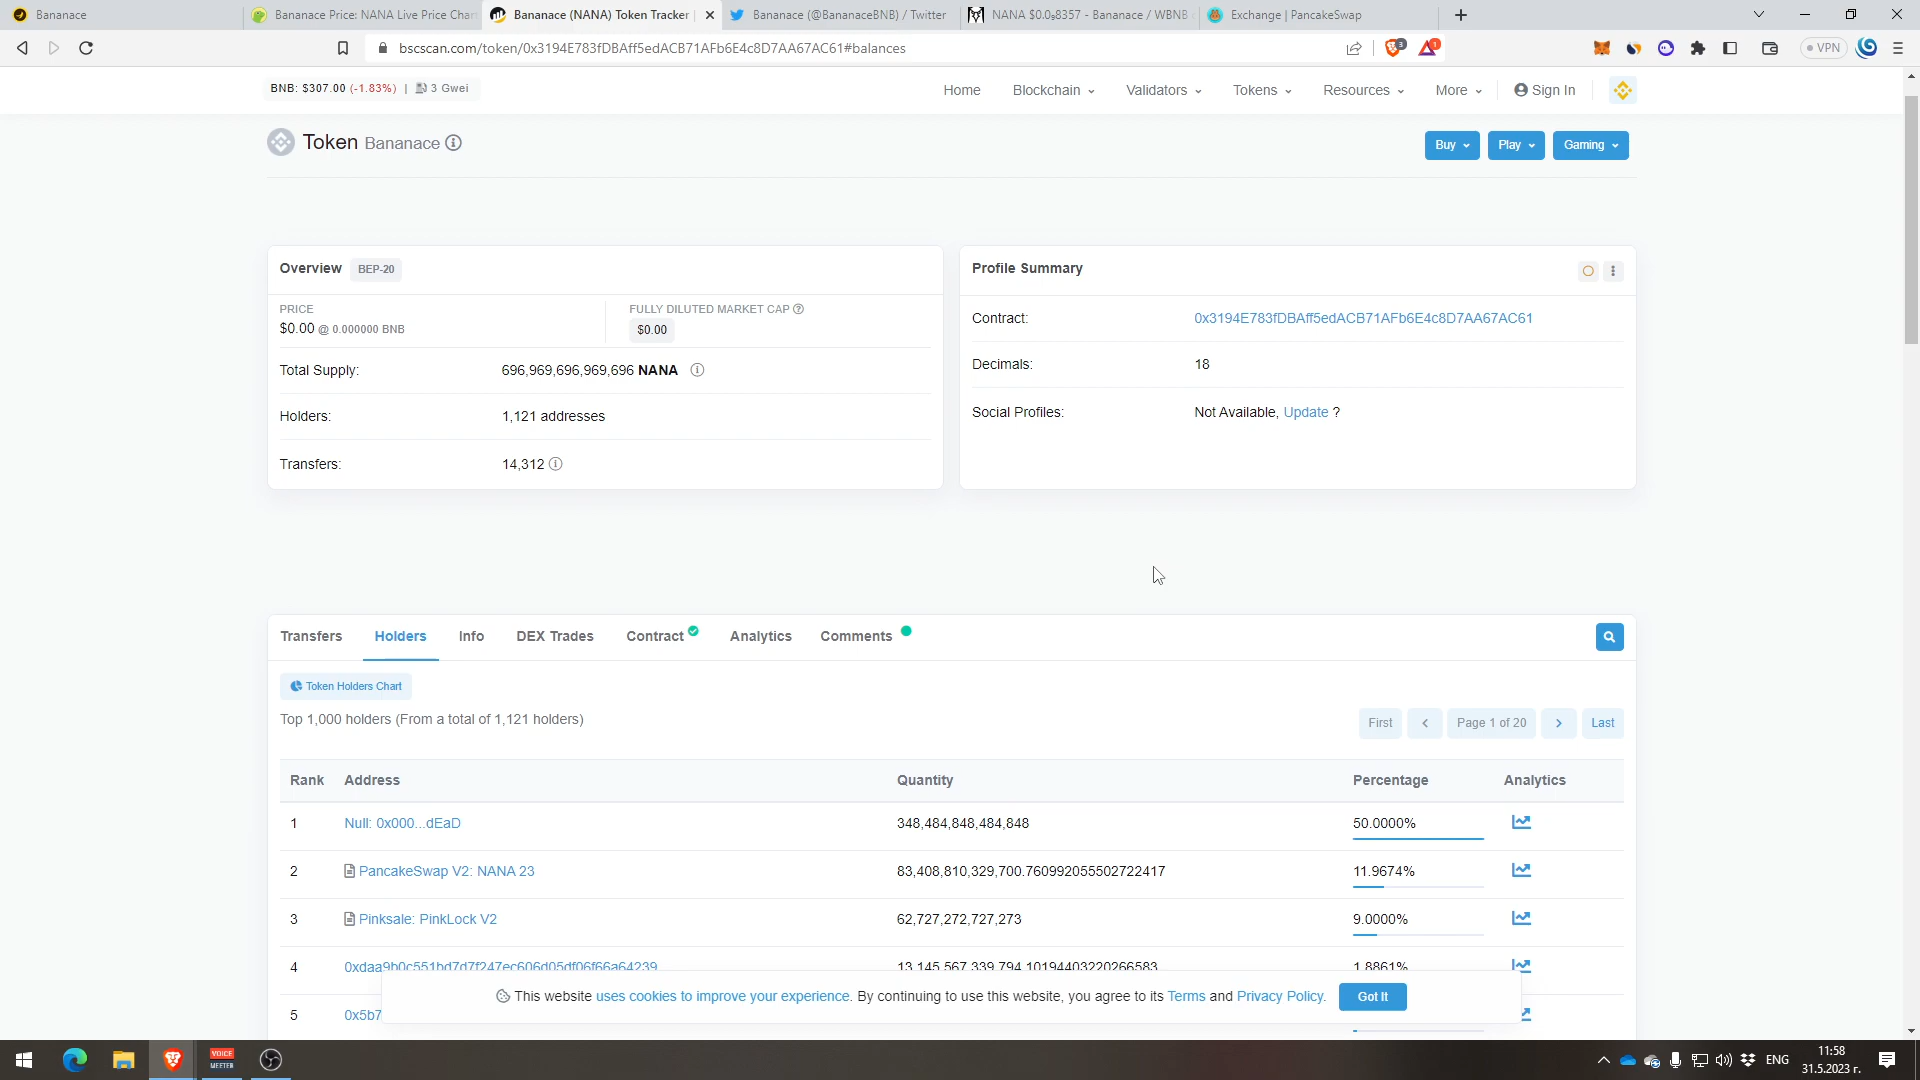 Bananace
Bananace Price: NANA Live Price Char
Bananace (NANA) Token Tracker |
Bananace (@BananaceBNB) / Twitter
NANA $0.0₉8357 - Bananace / WBNB
Exchange | PancakeSwap
bscscan.com/token/0x3194E783fDBAff5edACB71AFb6E4c8D7AA67AC61#balances
3
1
VPN
BNB: $307.00 (-1.83%) | 3 Gwei
Home
Blockchain
Validators
Tokens
Resources
More
Sign In
Token Bananace
Buy
Play
Gaming
Overview BEP-20
PRICE
$0.00 @ 0.000000 BNB
FULLY DILUTED MARKET CAP
$0.00
Total Supply: 696,969,696,969,696 NANA
Holders: 1,121 addresses
Transfers: 14,312
Profile Summary
Contract: 0x3194E783fDBAff5edACB71AFb6E4c8D7AA67AC61
Decimals: 18
Social Profiles: Not Available, Update ?
Transfers
Holders
Info
DEX Trades
Contract
Analytics
Comments
Token Holders Chart
Top 1,000 holders (From a total of 1,121 holders)
First
Page 1 of 20
Last
Rank Address Quantity Percentage Analytics
1 Null: 0x000...dEaD 348,484,848,484,848 50.0000%
2 PancakeSwap V2: NANA 23 83,408,810,329,700.760992055502722417 11.9674%
3 Pinksale: PinkLock V2 62,727,272,727,273 9.0000%
4 0xdaa9b0c551bd7d7f247ec606d05df06f66a64239 13,145,567,339,794.10194403220266583 1.8861%
5 0x5b7
This website uses cookies to improve your experience. By continuing to use this website, you agree to its Terms and Privacy Policy.
Got It
VOICE
MEETER
ENG
11:58
31.5.2023 г.